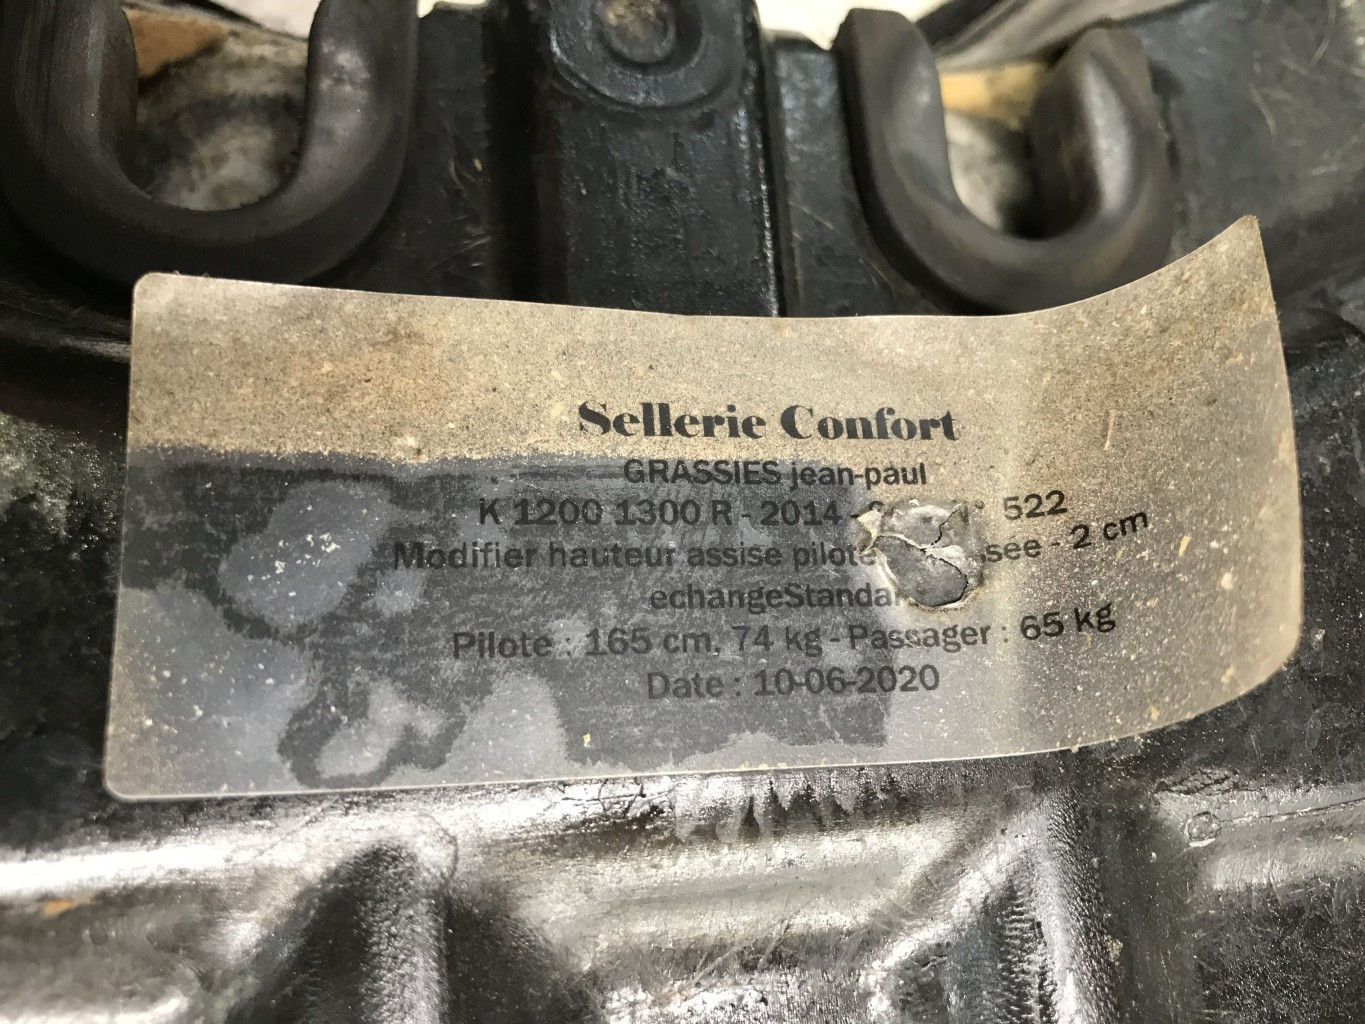 Sellerie Confort
GRASSIES jean-paul
K 1200 1300 R - 2014 - 522
Modifier hauteur assise pilote - 2 cm
Pilote : 165 cm, 74 kg - Passager : 65 kg
Date : 10-06-2020